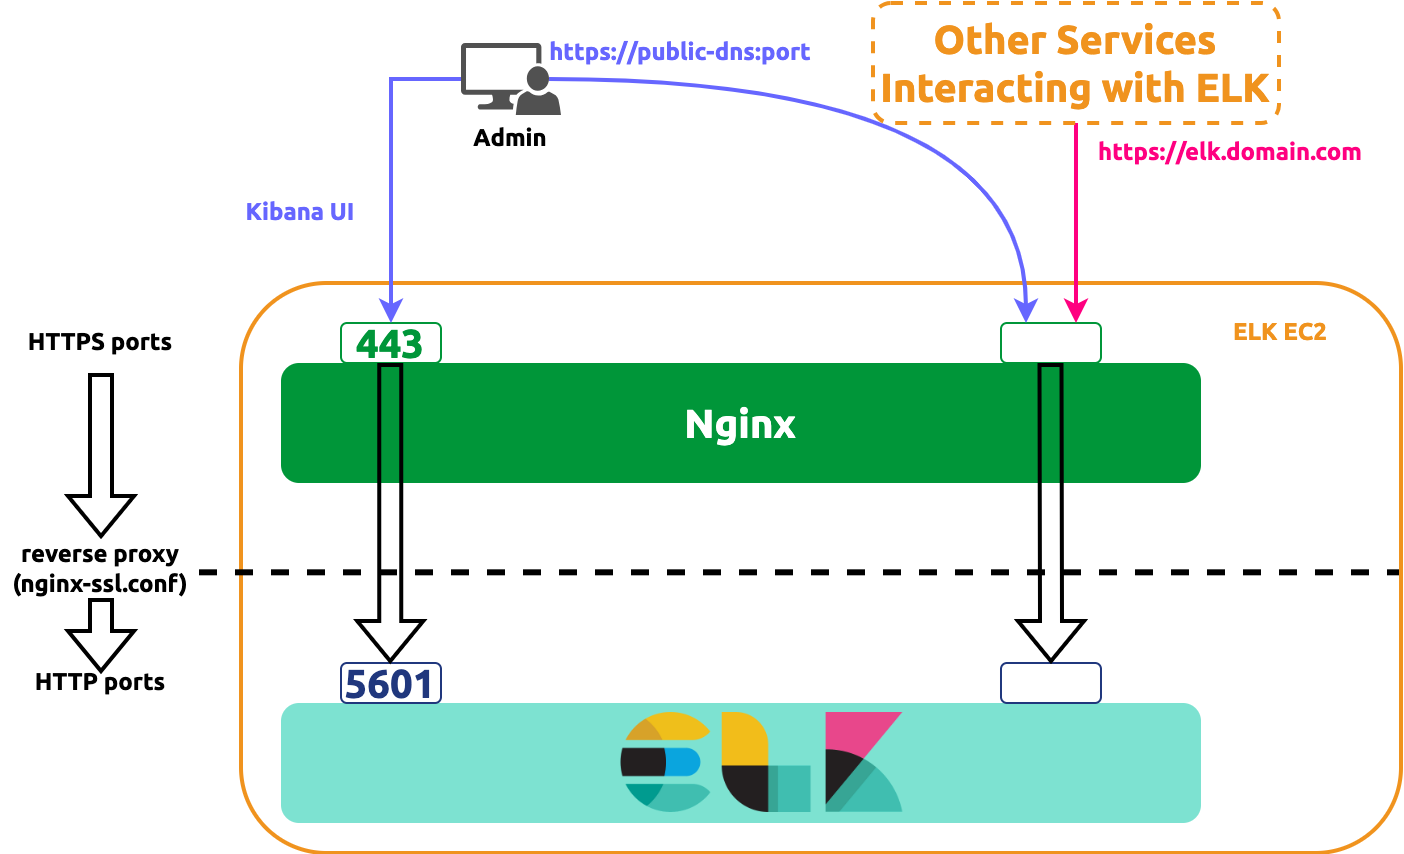 https://public-dns:port
Other Services
Interacting with ELK
Admin
https://elk.domain.com
Kibana UI
HTTPS ports
443
ELK EC2
Nginx
reverse proxy
(nginx-ssl.conf)
HTTP ports
5601
ELK